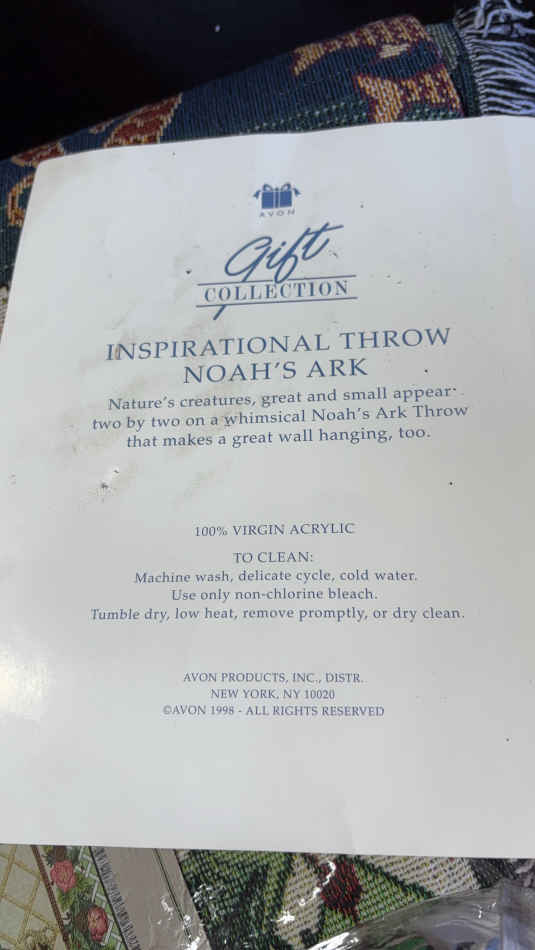 AVON
Gift
COLLECTION
INSPIRATIONAL THROW
NOAH'S ARK
Nature's creatures, great and small appear
two by two on a whimsical Noah's Ark Throw
that makes a great wall hanging, too.
100% VIRGIN ACRYLIC
TO CLEAN:
Machine wash, delicate cycle, cold water.
Use only non-chlorine bleach.
Tumble dry, low heat, remove promptly, or dry clean.
AVON PRODUCTS, INC., DISTR.
NEW YORK, NY 10020
©AVON 1998 - ALL RIGHTS RESERVED